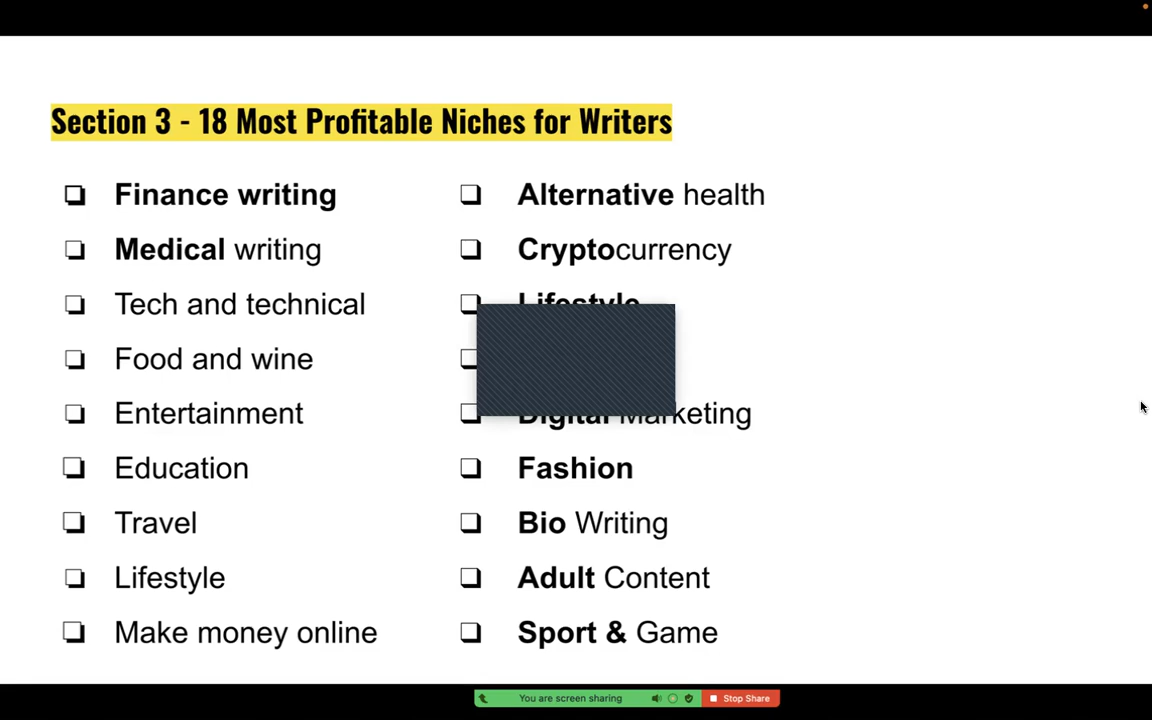 Section 3 - 18 Most Profitable Niches for Writers
Finance writing
Medical writing
Tech and technical
Food and wine
Entertainment
Education
Travel
Lifestyle
Make money online
Alternative health
Cryptocurrency
Lifestyle
Digital Marketing
Fashion
Bio Writing
Adult Content
Sport & Game
You are screen sharing
Stop Share